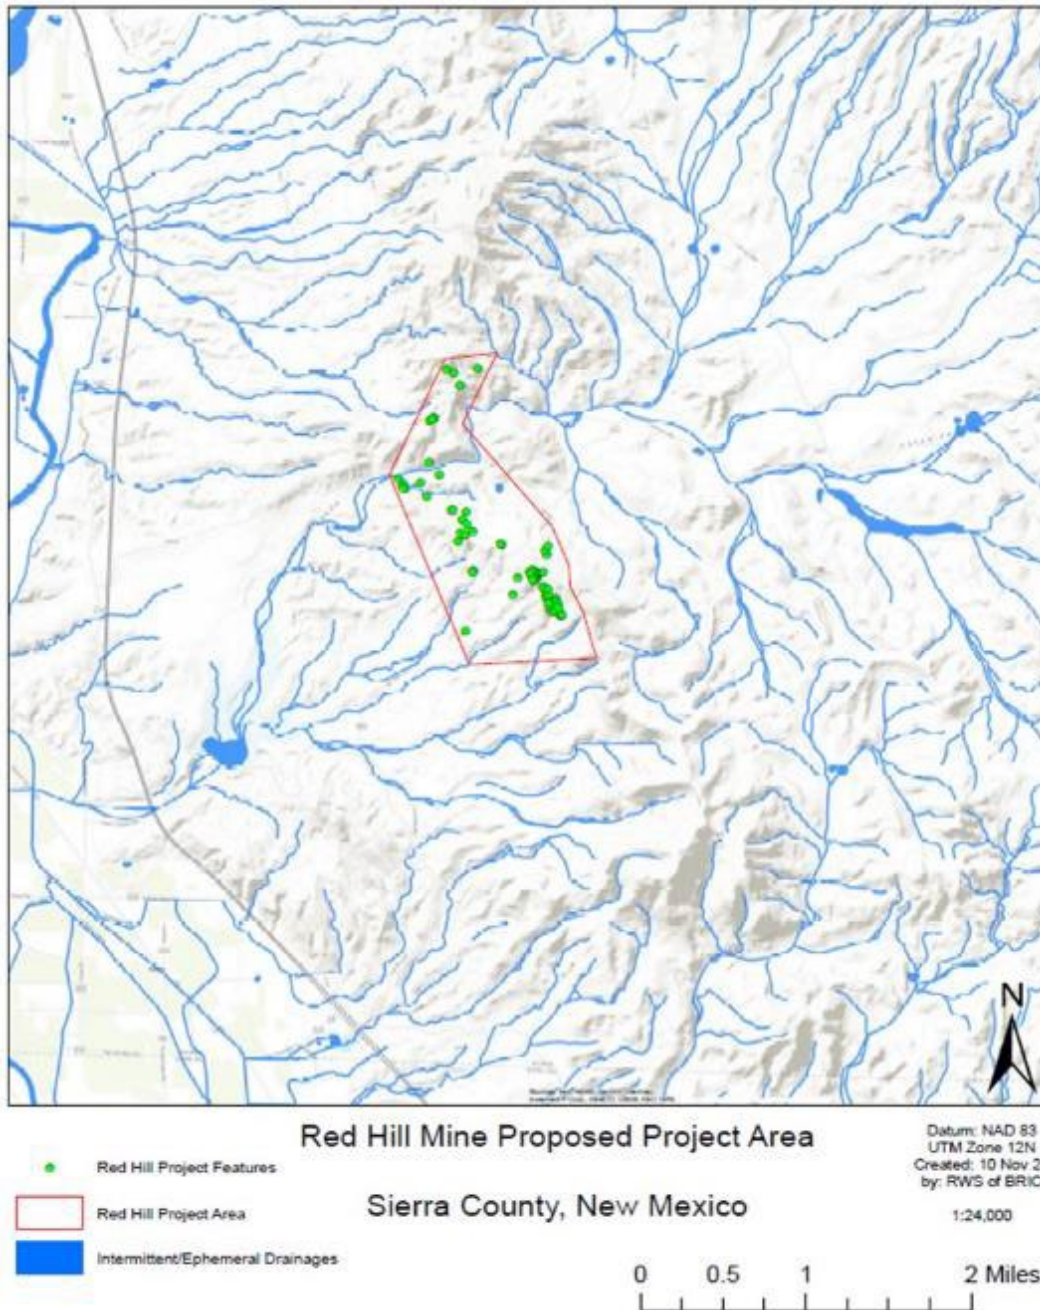 N
Red Hill Mine Proposed Project Area
Sierra County, New Mexico
Red Hill Project Features
Red Hill Project Area
Intermittent/Ephemeral Drainages
Datum: NAD 83
UTM Zone 12N
Created: 10 Nov 2
by: RWS of BRIC
1:24,000
0 0.5 1 2 Miles